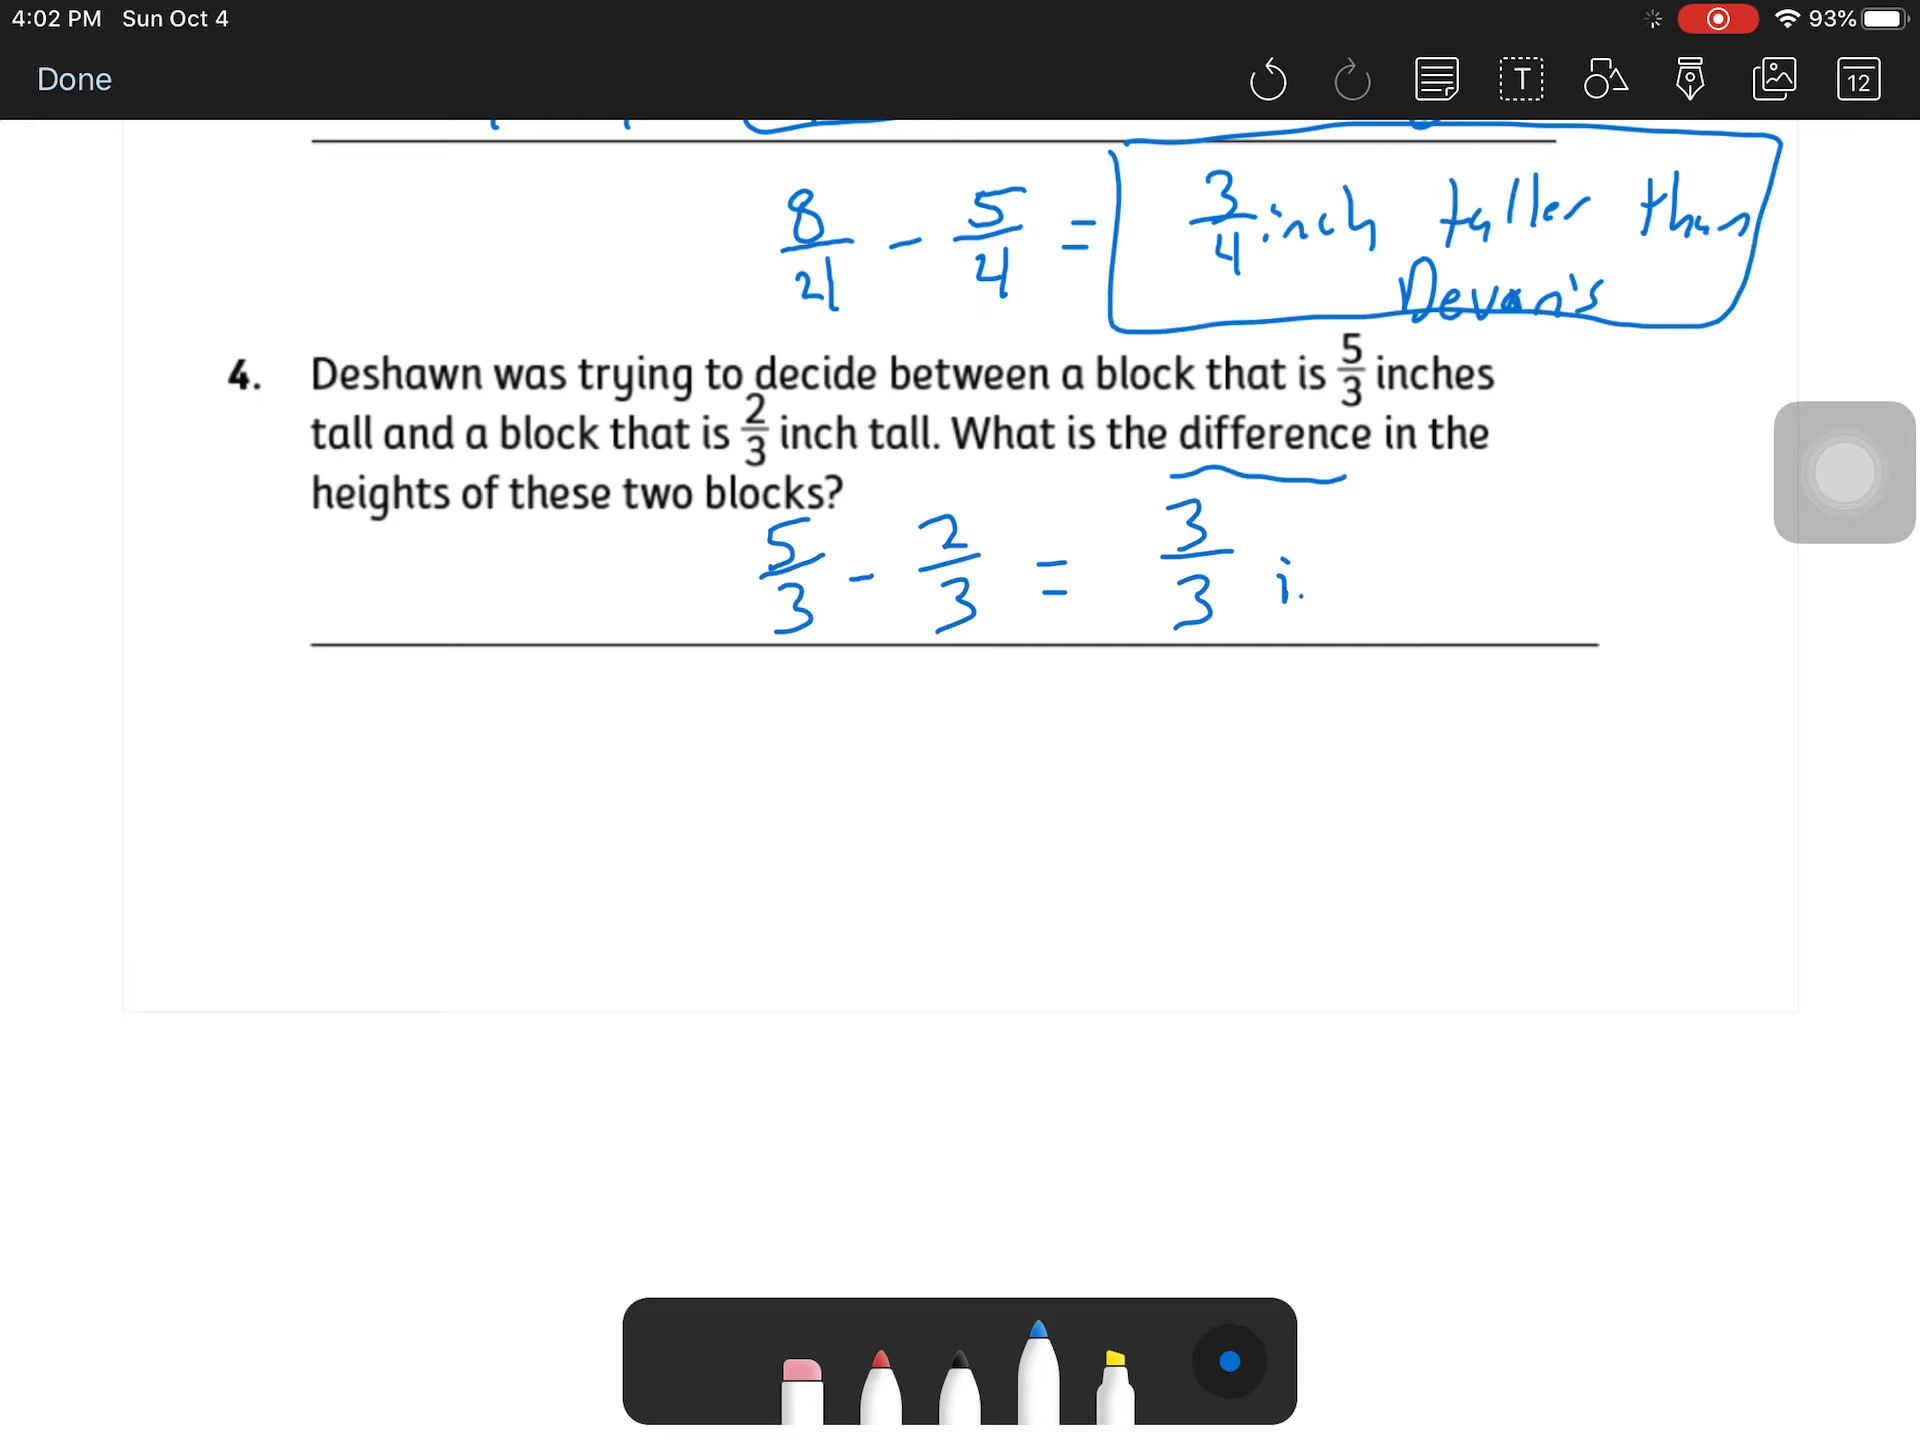 4:02 PM Sun Oct 4
93%
Done
T
12
8/4 - 5/4 = 3/4 inch taller than
Devan's
4. Deshawn was trying to decide between a block that is 5/3 inches
tall and a block that is 2/3 inch tall. What is the difference in the
heights of these two blocks?
5/3 - 2/3 = 3/3 i.